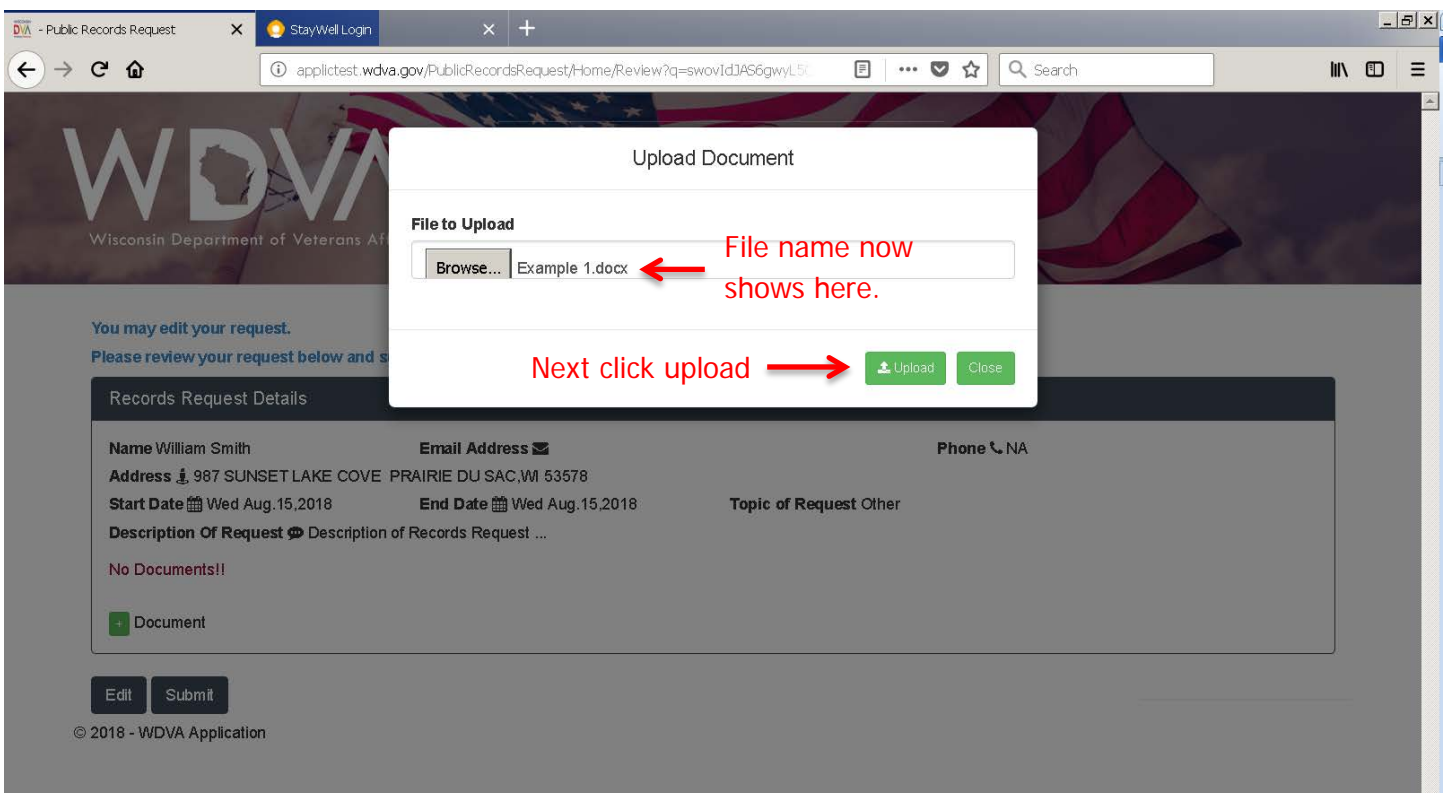 DVA - Public Records Request
StayWell Login
applictest.wdva.gov/PublicRecordsRequest/Home/Review?q=swovIdJAS6gwyL5
Search
WDVA
Wisconsin Department of Veterans Aff
Upload Document
File to Upload
Browse... Example 1.docx
File name now
shows here.
Next click upload
Upload Close
You may edit your request.
Please review your request below and s
Records Request Details
Name William Smith Email Address Phone NA
Address 987 SUNSET LAKE COVE PRAIRIE DU SAC,WI 53578
Start Date Wed Aug.15,2018 End Date Wed Aug.15,2018 Topic of Request Other
Description Of Request Description of Records Request ...
No Documents!!
+ Document
Edit Submit
© 2018 - WDVA Application